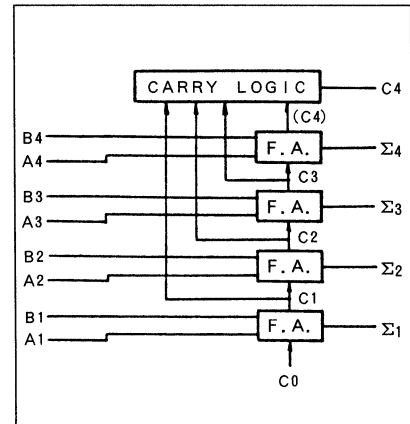 CARRY LOGIC C4
(C4)
B4
A4 F.A. Σ4
C3
B3
A3 F.A. Σ3
C2
B2
A2 F.A. Σ2
C1
B1
A1 F.A. Σ1
C0